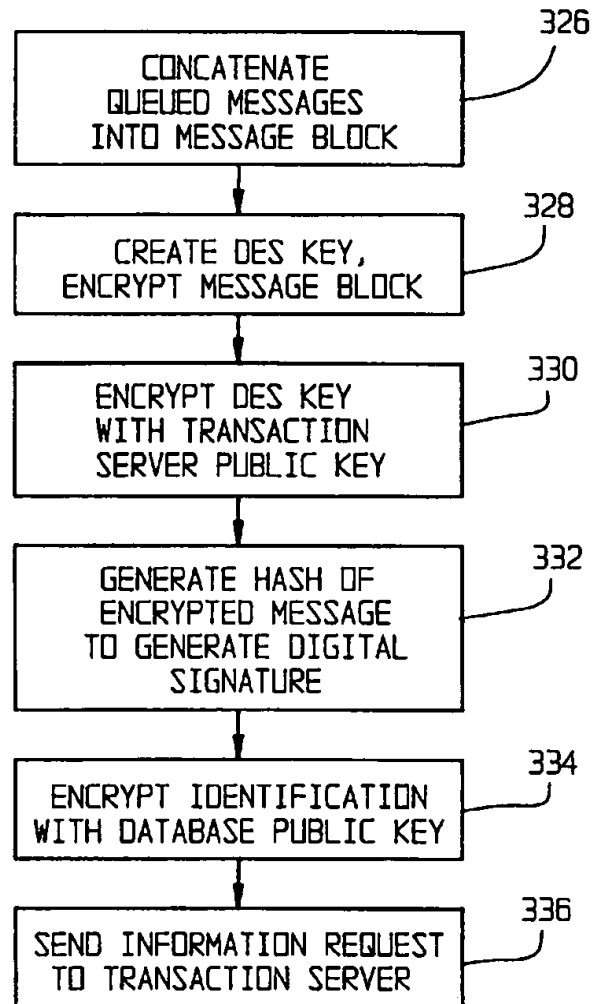 326
CONCATENATE
QUEUED MESSAGES
INTO MESSAGE BLOCK
328
CREATE DES KEY,
ENCRYPT MESSAGE BLOCK
330
ENCRYPT DES KEY
WITH TRANSACTION
SERVER PUBLIC KEY
332
GENERATE HASH OF
ENCRYPTED MESSAGE
TO GENERATE DIGITAL
SIGNATURE
334
ENCRYPT IDENTIFICATION
WITH DATABASE PUBLIC KEY
336
SEND INFORMATION REQUEST
TO TRANSACTION SERVER